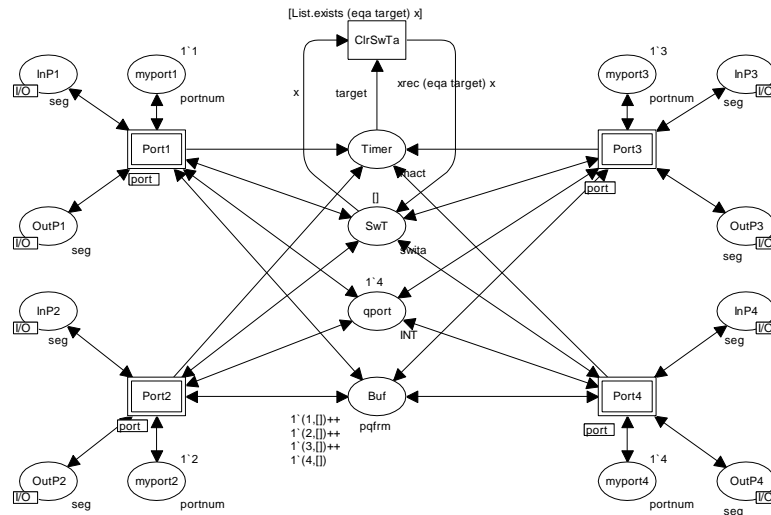 [List.exists (eqa target) x]
ClrSwTa
x
target
xrec (eqa target) x
1`1
InP1
I/O
seg
myport1
portnum
Port1
port
OutP1
I/O
seg
1`3
myport3
portnum
InP3
I/O
seg
Port3
port
OutP3
I/O
seg
Timer
[]
SwT
swita
1`4
qport
INT
Buf
pqfrm
1`(1,[])++
1`(2,[])++
1`(3,[])++
1`(4,[])
InP2
I/O
seg
Port2
port
1`2
myport2
portnum
OutP2
I/O
seg
InP4
I/O
seg
Port4
port
1`4
myport4
portnum
OutP4
I/O
seg